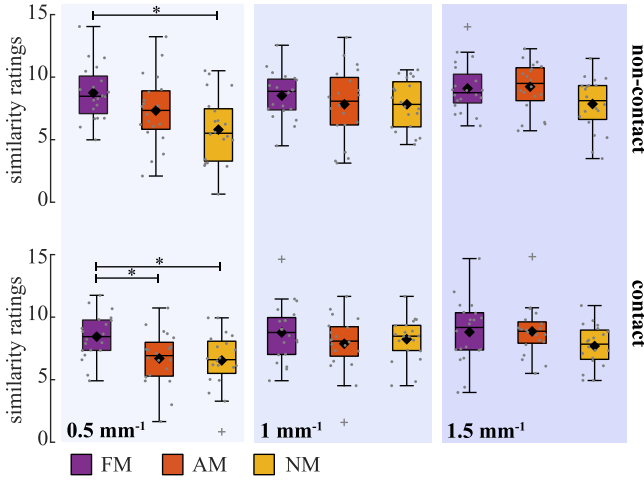 15
10
5
0
similarity ratings
*
non-contact
15
10
5
0
similarity ratings
*
*
contact
0.5 mm⁻¹
1 mm⁻¹
1.5 mm⁻¹
FM
AM
NM